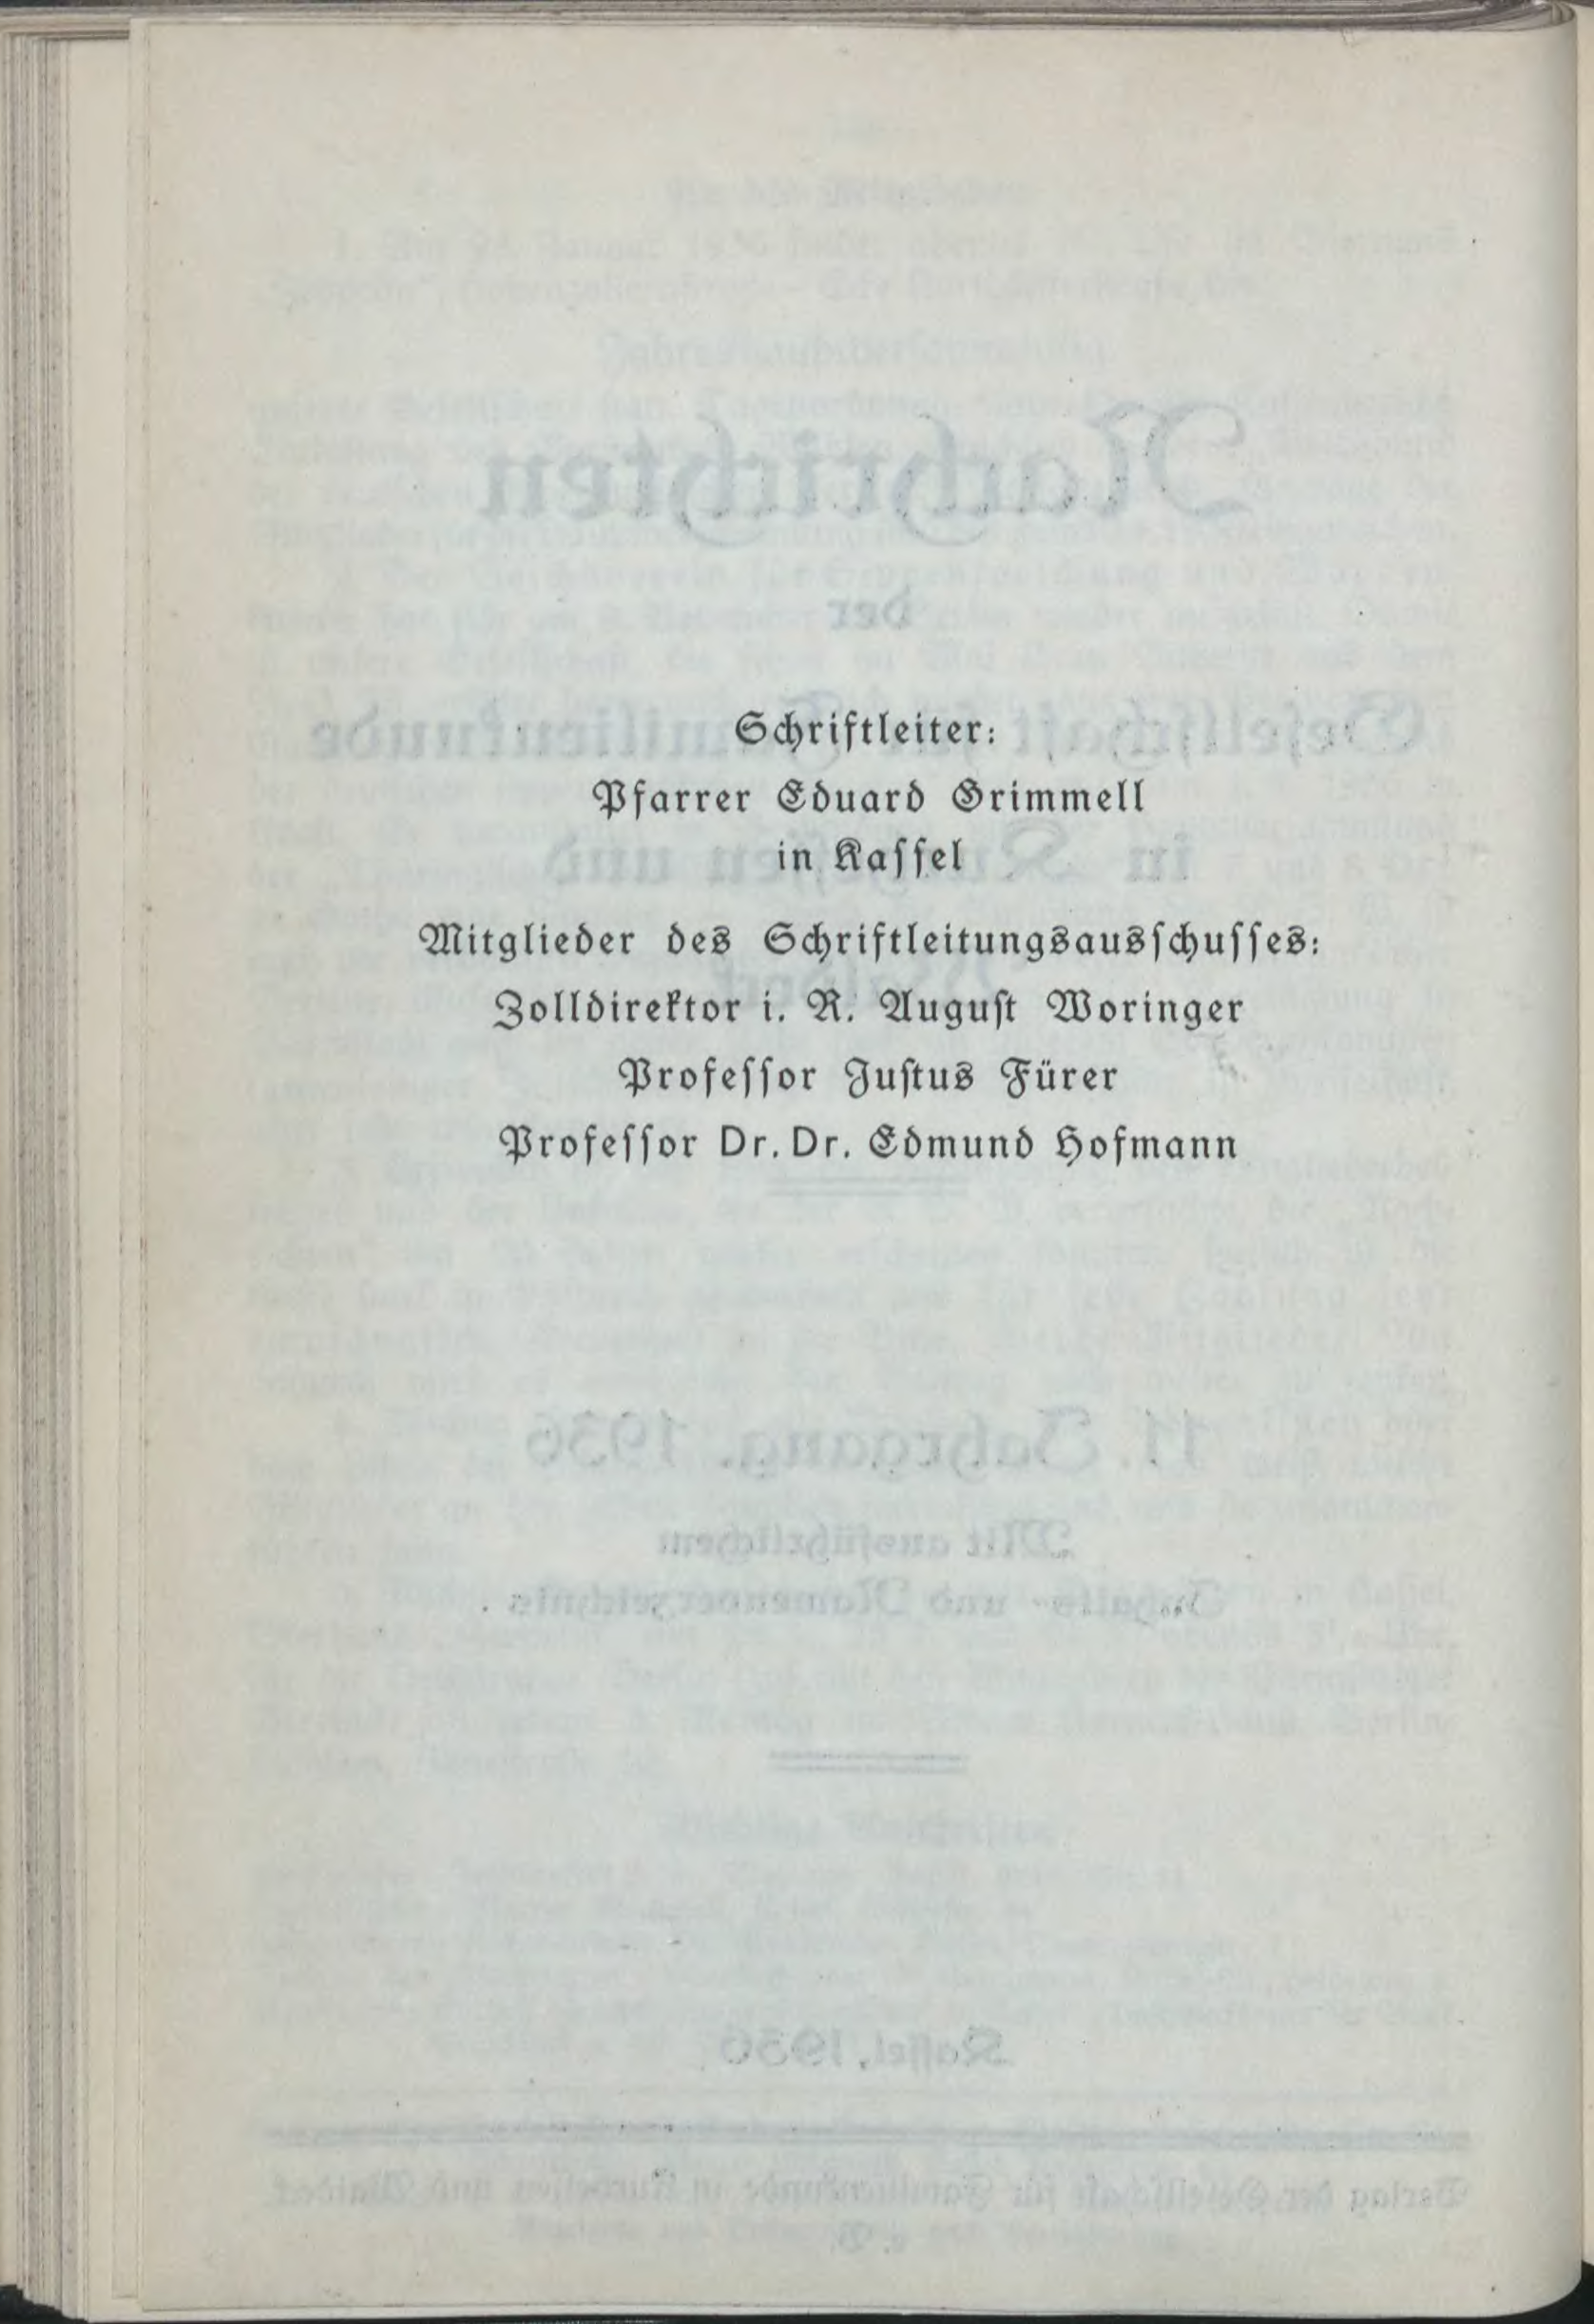 Schriftleiter:
Pfarrer Eduard Grimmell
in Kaſſel
Mitglieder des Schriftleitungsausſchuſſes:
Zolldirektor i. R. Auguſt Woringer
Profeſſor Juſtus Fürer
Profeſſor Dr. Dr. Edmund Hofmann